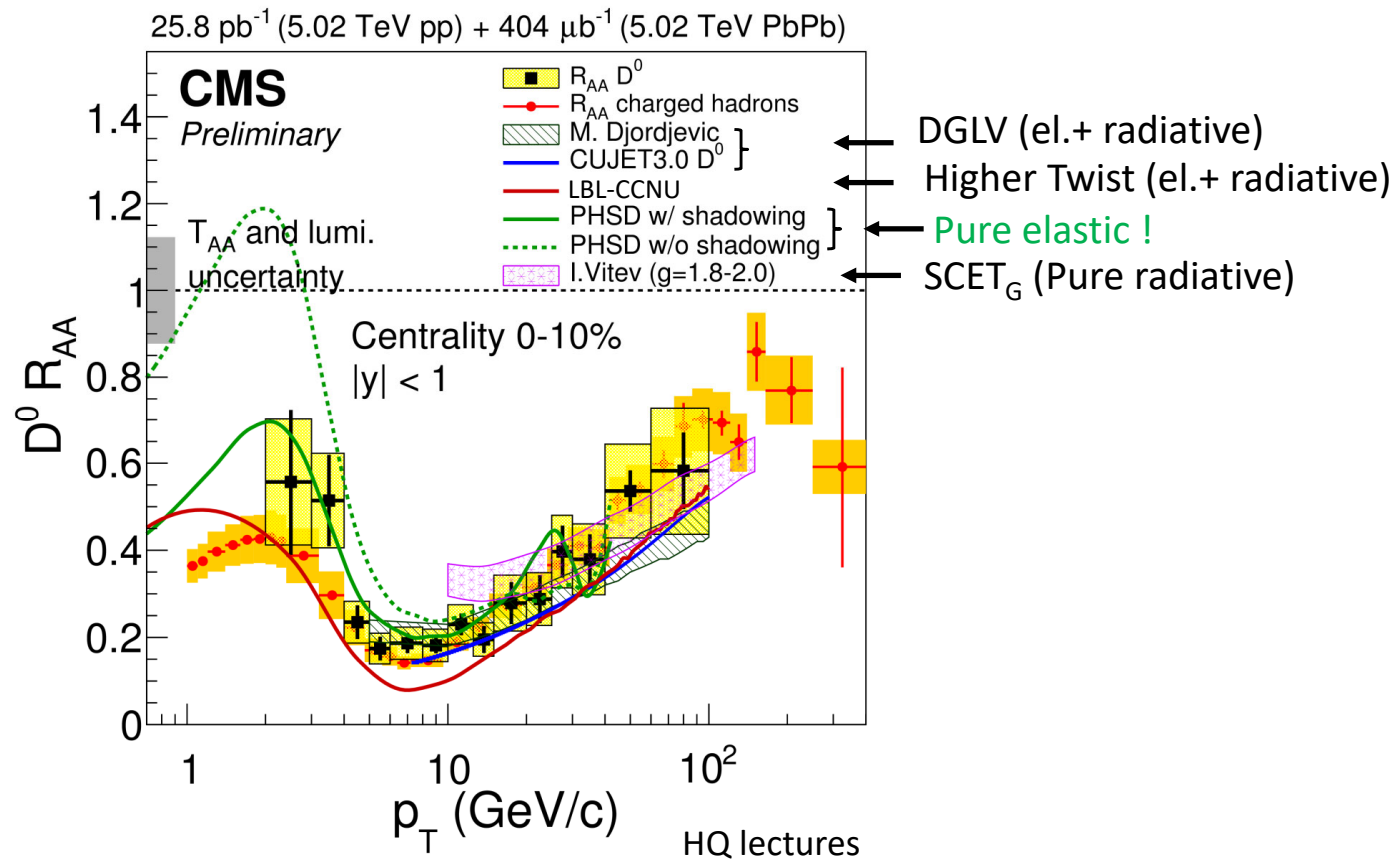 25.8 pb⁻¹ (5.02 TeV pp) + 404 μb⁻¹ (5.02 TeV PbPb)
CMS
Preliminary
R_AA D⁰
R_AA charged hadrons
M. Djordjevic
CUJET3.0 D⁰
LBL-CCNU
PHSD w/ shadowing
PHSD w/o shadowing
I.Vitev (g=1.8-2.0)
DGLV (el.+ radiative)
Higher Twist (el.+ radiative)
Pure elastic !
SCET_G (Pure radiative)
T_AA and lumi.
uncertainty
Centrality 0-10%
|y| < 1
D⁰ R_AA
1.4
1.2
1
0.8
0.6
0.4
0.2
0
1
10
10²
p_T (GeV/c)
HQ lectures